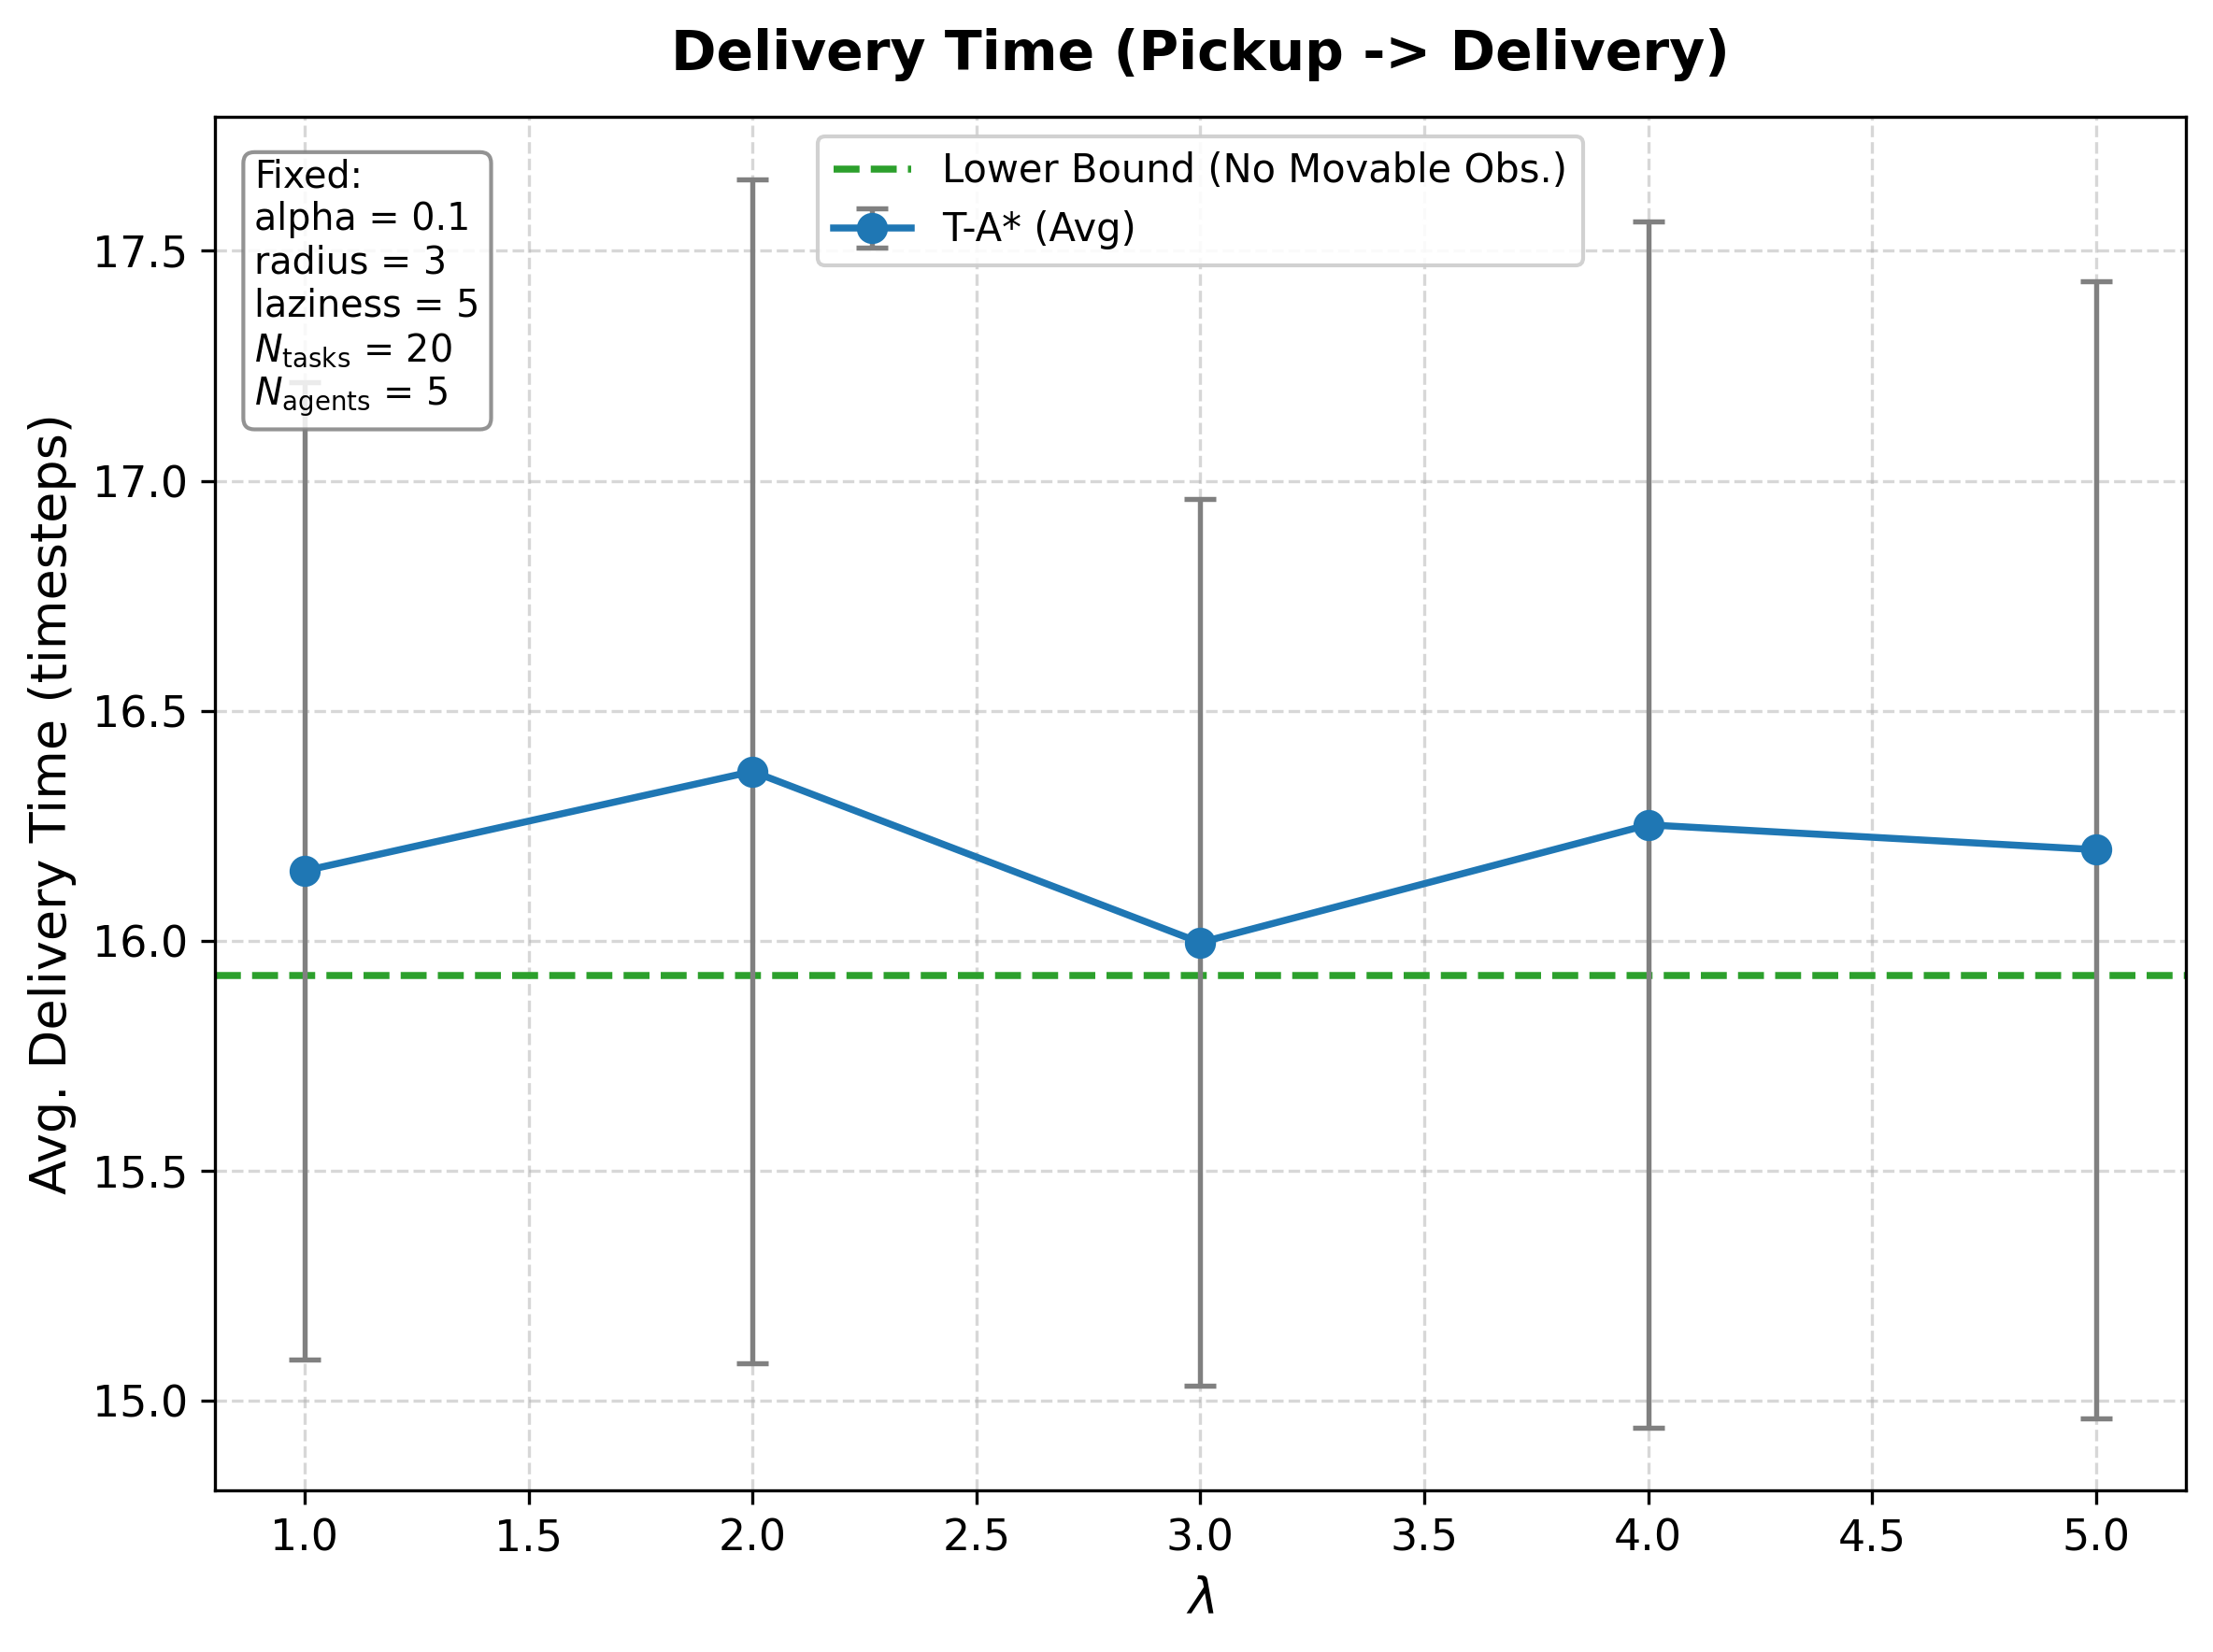 Delivery Time (Pickup -> Delivery)
Fixed:
alpha = 0.1
radius = 3
laziness = 5
N_tasks = 20
N_agents = 5
Lower Bound (No Movable Obs.)
T-A* (Avg)
Avg. Delivery Time (timesteps)
17.5
17.0
16.5
16.0
15.5
15.0
1.0 1.5 2.0 2.5 3.0 3.5 4.0 4.5 5.0
λ